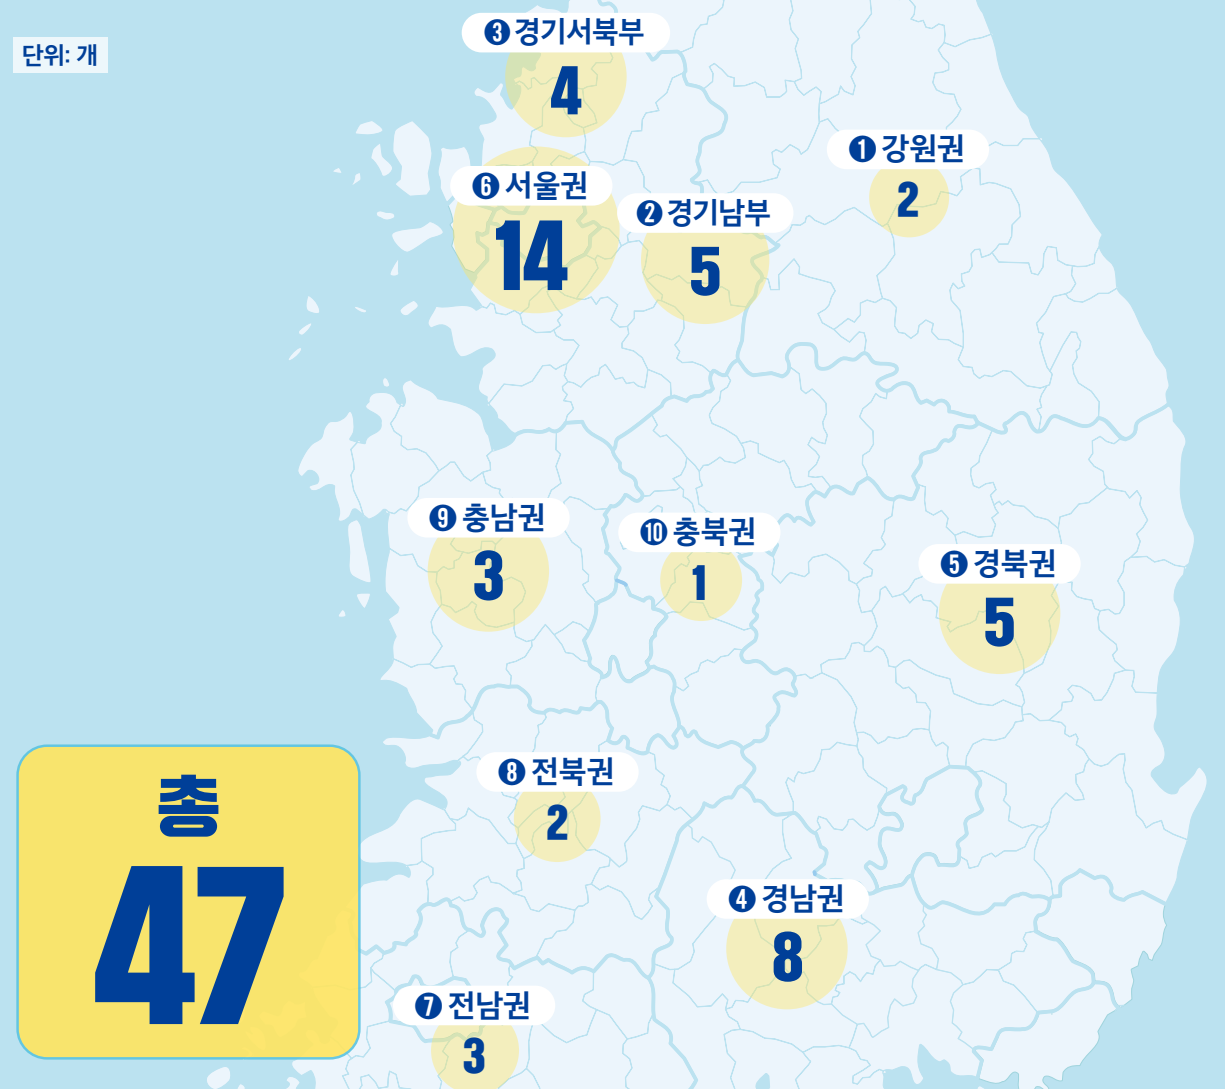 단위: 개
❸ 경기서북부
4
❶ 강원권
2
❻ 서울권
14
❷ 경기남부
5
❾ 충남권
3
❿ 충북권
1
❺ 경북권
5
❽ 전북권
2
❹ 경남권
8
❼ 전남권
3
총
47